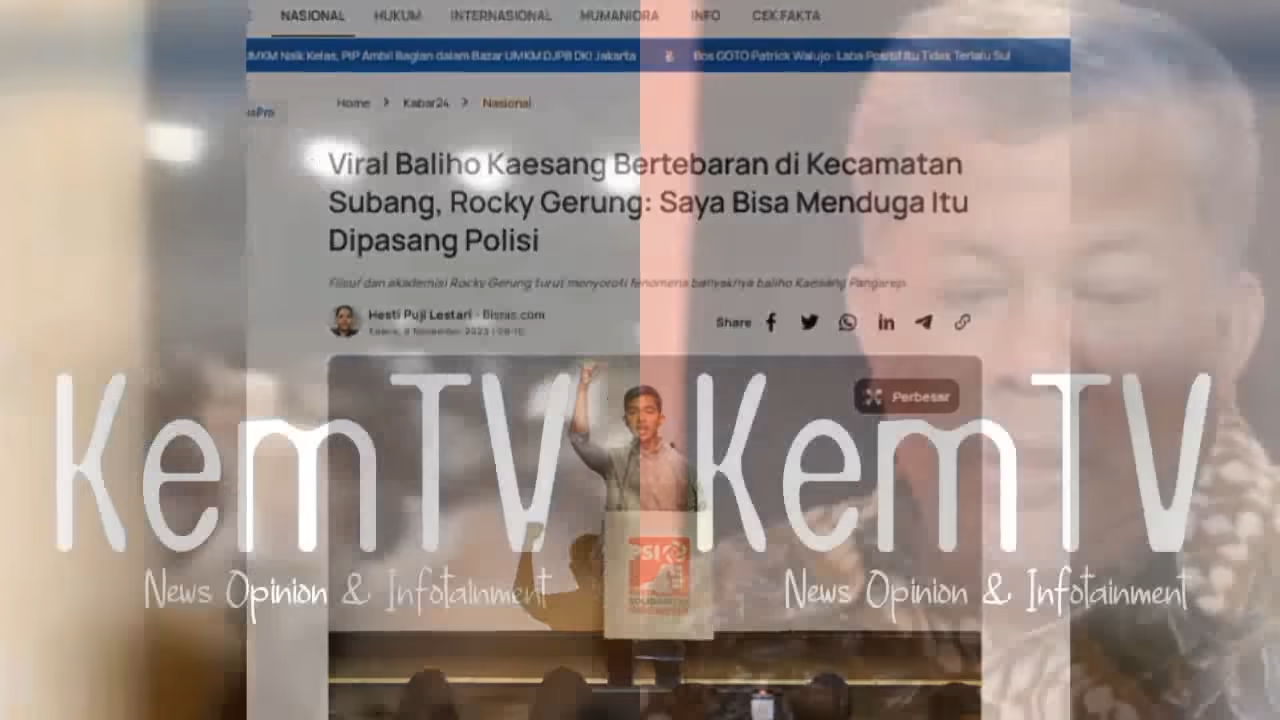 NASIONAL HUKUM INTERNASIONAL HUMANIORA INFO CEK FAKTA
UMKM Naik Kelas, PIP Ambil Bagian dalam Bazar UMKM DJPB DKI Jakarta Bos GOTO Patrick Walujo: Laba Positif Itu Tidak Terlalu Sul
Home > Kabar24 > Nasional
Viral Baliho Kaesang Bertebaran di Kecamatan
Subang, Rocky Gerung: Saya Bisa Menduga Itu
Dipasang Polisi
Filsuf dan akademisi Rocky Gerung turut menyoroti fenomena banyaknya baliho Kaesang Pangarep.
Hesti Puji Lestari - Bisnis.com
Share
2023 |
Perbesar
KemTV KemTV
PSI
News Opinion & Infotainment News Opinion & Infotainment